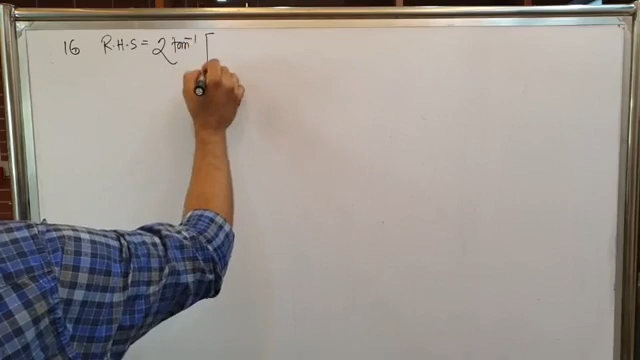 16 R.H.S = 2 tan⁻¹ [